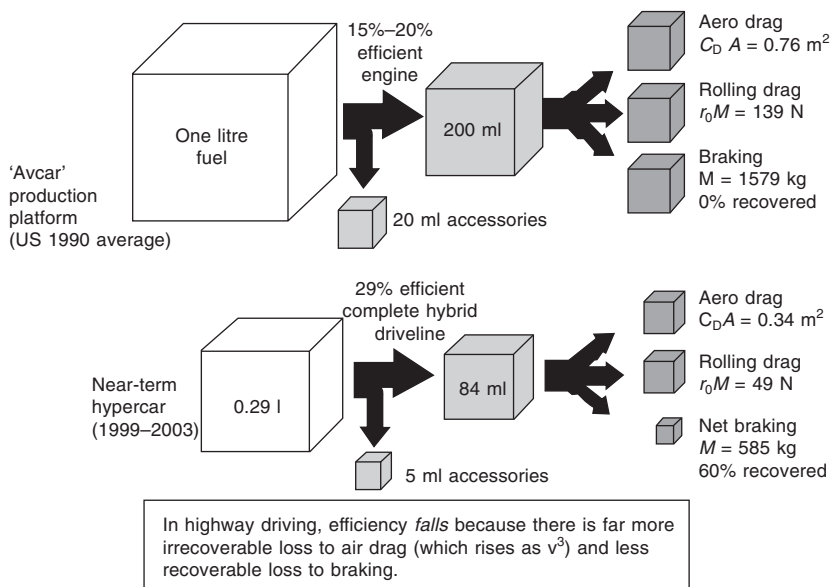 'Avcar'
production
platform
(US 1990 average)
One litre
fuel
15%–20%
efficient
engine
20 ml accessories
200 ml
Aero drag
C_D A = 0.76 m²
Rolling drag
r₀M = 139 N
Braking
M = 1579 kg
0% recovered
Near-term
hypercar
(1999–2003)
0.29 l
29% efficient
complete hybrid
driveline
5 ml accessories
84 ml
Aero drag
C_DA = 0.34 m²
Rolling drag
r₀M = 49 N
Net braking
M = 585 kg
60% recovered
In highway driving, efficiency falls because there is far more
irrecoverable loss to air drag (which rises as v³) and less
recoverable loss to braking.